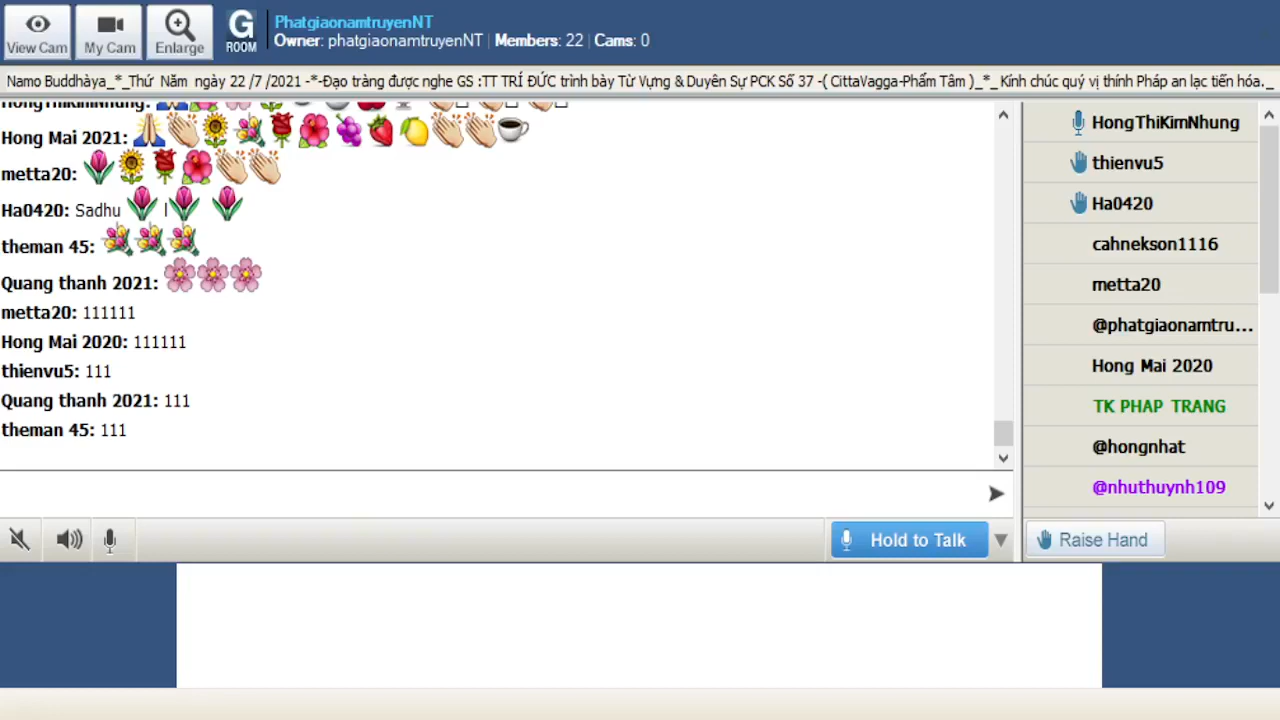 View Cam
My Cam
Enlarge
G
ROOM
PhatgiaonamtruyenNT
Owner: phatgiaonamtruyenNT | Members: 22 | Cams: 0
Namo Buddhàya_*_Thứ Năm ngày 22 /7 /2021 -*-Đạo tràng được nghe GS :TT TRÍ ĐỨC trình bày Từ Vựng & Duyên Sự PCK Số 37 -( CittaVagga-Phẩm Tâm )_*_Kính chúc quý vị thính Pháp an lạc tiến hóa._
HongThiKimNhung:
Hong Mai 2021:
metta20:
Ha0420: Sadhu l
theman 45:
Quang thanh 2021:
metta20: 111111
Hong Mai 2020: 111111
thienvu5: 111
Quang thanh 2021: 111
theman 45: 111
Hold to Talk
HongThiKimNhung
thienvu5
Ha0420
cahnekson1116
metta20
@phatgiaonamtru...
Hong Mai 2020
TK PHAP TRANG
@hongnhat
@nhuthuynh109
Raise Hand